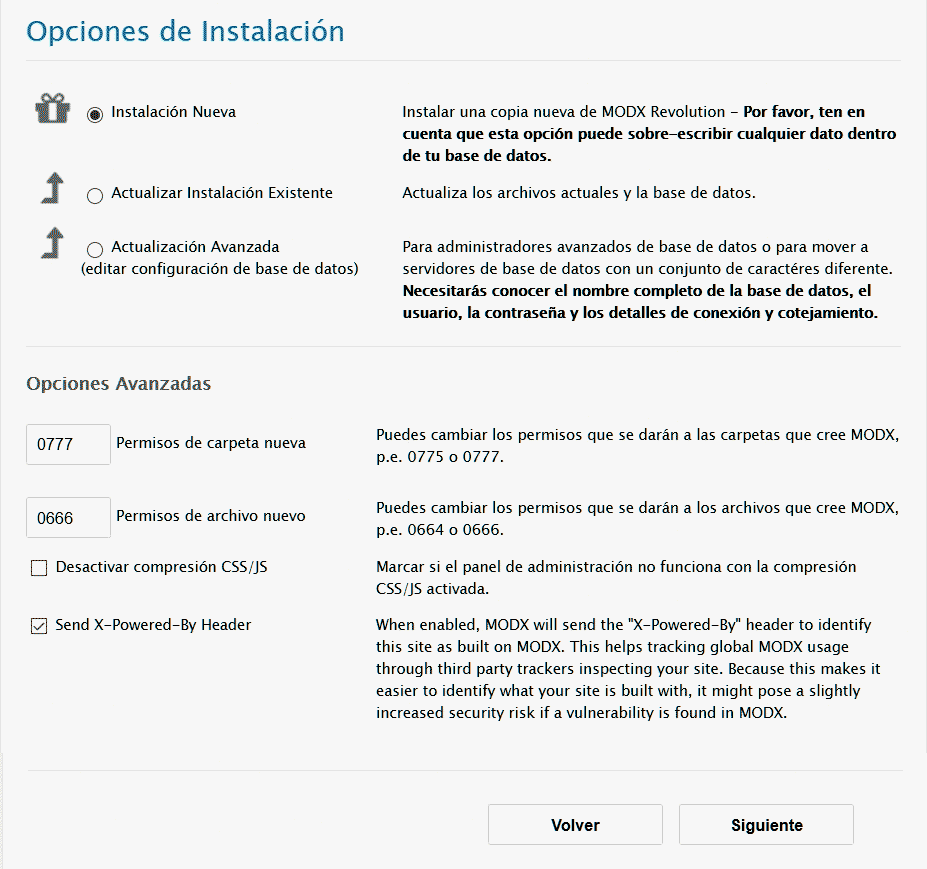 Opciones de Instalación
Instalación Nueva
Instalar una copia nueva de MODX Revolution – Por favor, ten en
cuenta que esta opción puede sobre–escribir cualquier dato dentro
de tu base de datos.
Actualizar Instalación Existente
Actualiza los archivos actuales y la base de datos.
Actualización Avanzada
(editar configuración de base de datos)
Para administradores avanzados de base de datos o para mover a
servidores de base de datos con un conjunto de caractéres diferente.
Necesitarás conocer el nombre completo de la base de datos, el
usuario, la contraseña y los detalles de conexión y cotejamiento.
Opciones Avanzadas
0777 Permisos de carpeta nueva
Puedes cambiar los permisos que se darán a las carpetas que cree MODX,
p.e. 0775 o 0777.
0666 Permisos de archivo nuevo
Puedes cambiar los permisos que se darán a los archivos que cree MODX,
p.e. 0664 o 0666.
Desactivar compresión CSS/JS
Marcar si el panel de administración no funciona con la compresión
CSS/JS activada.
Send X-Powered-By Header
When enabled, MODX will send the "X-Powered-By" header to identify
this site as built on MODX. This helps tracking global MODX usage
through third party trackers inspecting your site. Because this makes it
easier to identify what your site is built with, it might pose a slightly
increased security risk if a vulnerability is found in MODX.
Volver
Siguiente